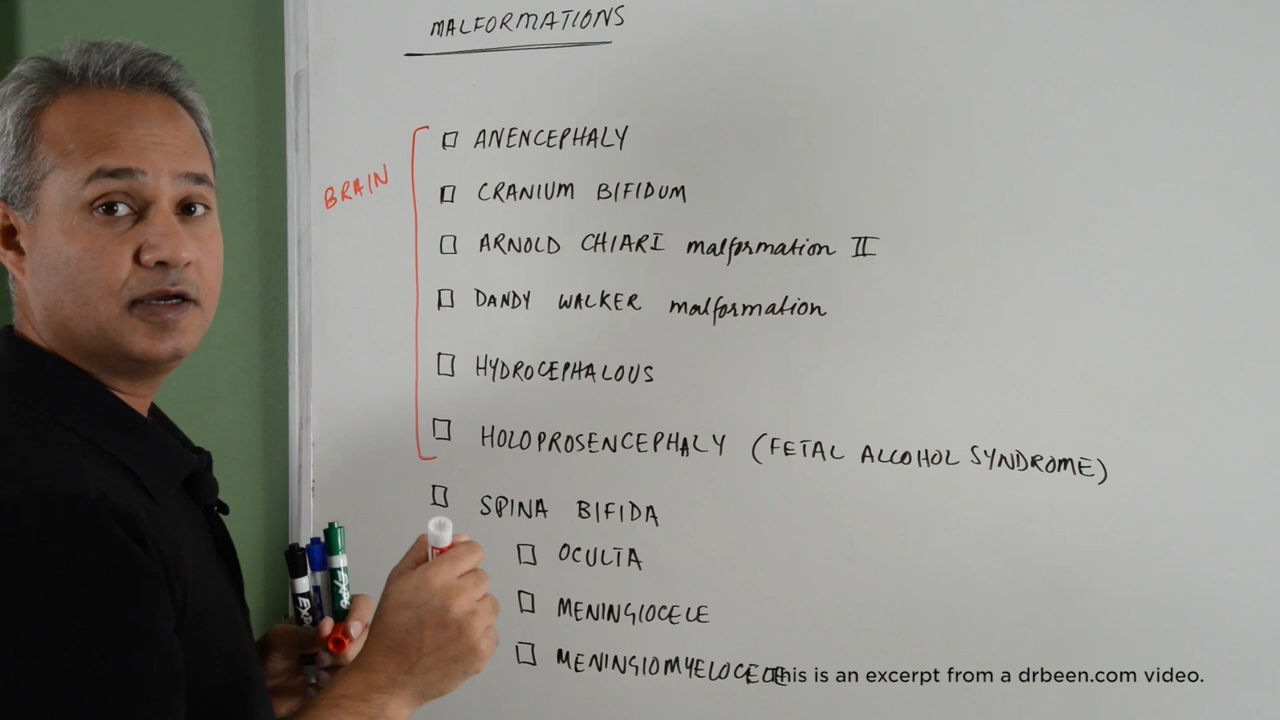 MALFORMATIONS
BRAIN
ANENCEPHALY
CRANIUM BIFIDUM
ARNOLD CHIARI malformation II
DANDY WALKER malformation
HYDROCEPHALOUS
HOLOPROSENCEPHALY (FETAL ALCOHOL SYNDROME)
SPINA BIFIDA
OCULTA
MENINGIOCELE
MENINGIOMYELOCELE
This is an excerpt from a drbeen.com video.
EXPO